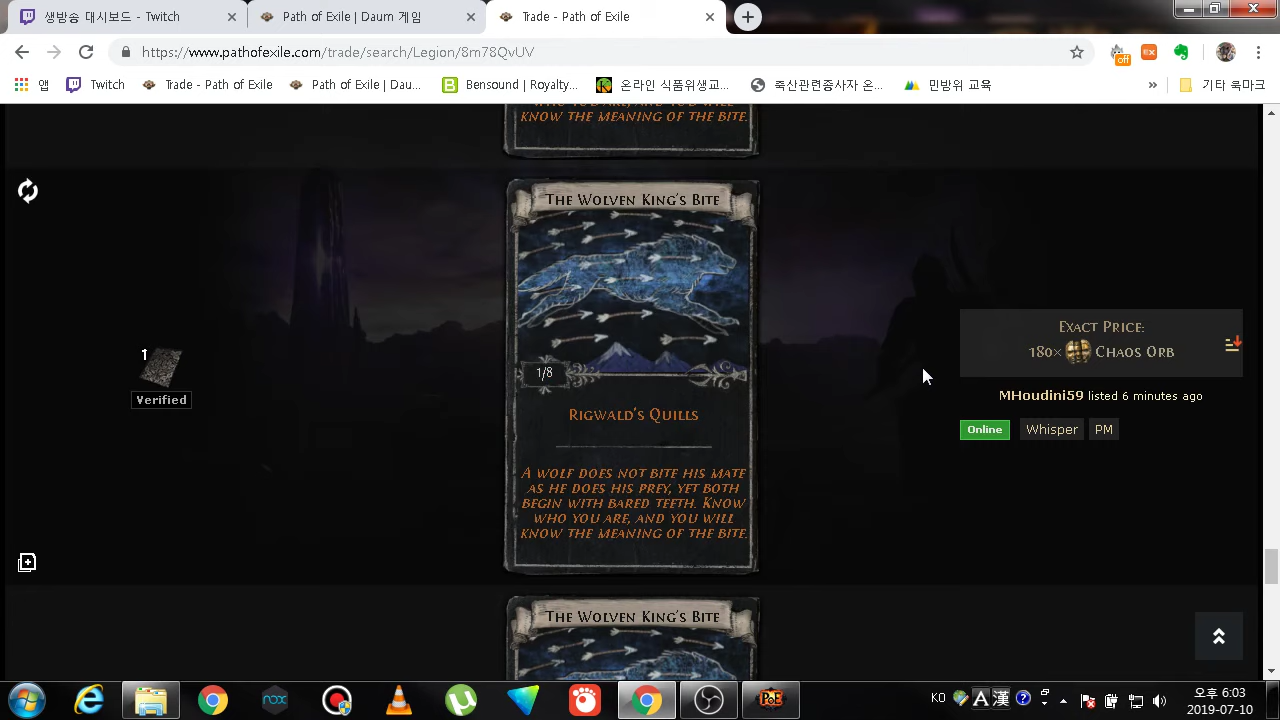 내 방송 대시보드 - Twitch
Path of Exile | Daum 게임
Trade - Path of Exile
https://www.pathofexile.com/trade/search/Legion/8m78QvUV
off
앱
Twitch
Trade - Path of Exile
Path of Exile | Dau...
Bensound | Royalty...
온라인 식품위생교...
축산관련종사자 온...
민방위 교육
»
기타 북마크
KNOW THE MEANING OF THE BITE.
THE WOLVEN KING'S BITE
1/8
RIGWALD'S QUILLS
A WOLF DOES NOT BITE HIS MATE
AS HE DOES HIS PREY, YET BOTH
BEGIN WITH BARED TEETH. KNOW
WHO YOU ARE, AND YOU WILL
KNOW THE MEANING OF THE BITE.
1
Verified
EXACT PRICE:
180× CHAOS ORB
MHoudini59 listed 6 minutes ago
Online
Whisper
PM
THE WOLVEN KING'S BITE
nox
PoE
KO
A
漢
오후 6:03
2019-07-10